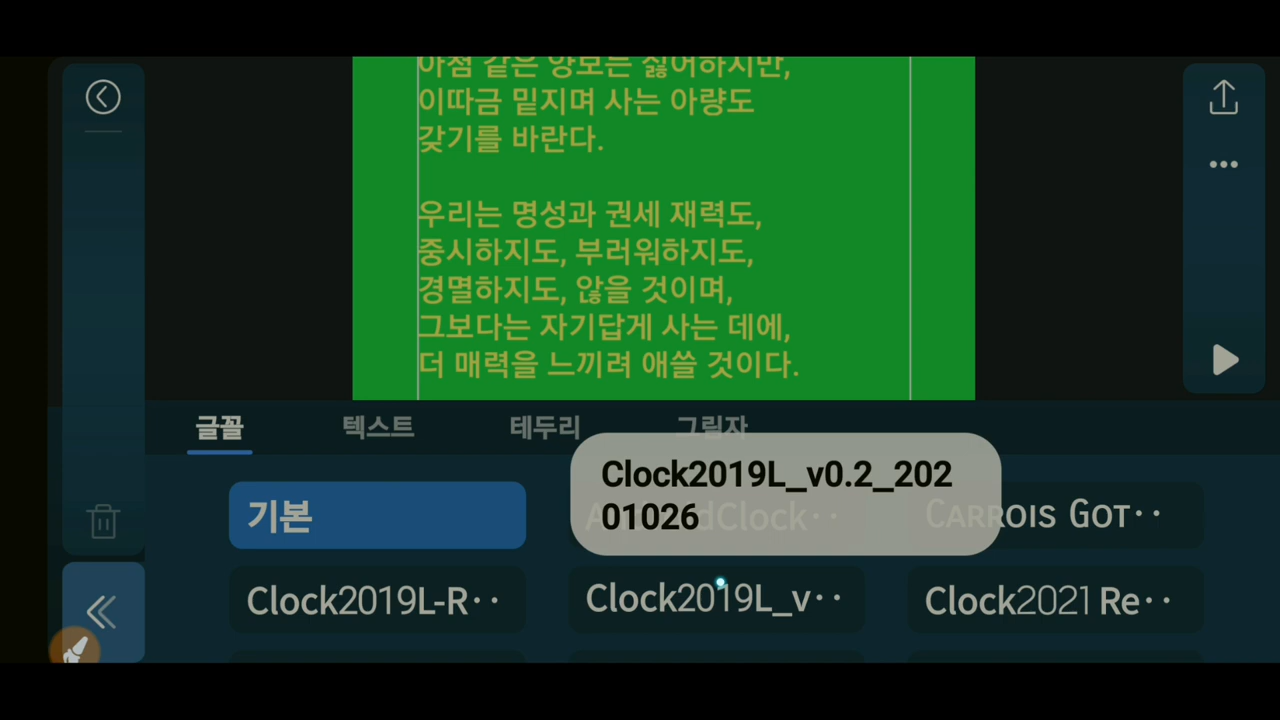 아첨 같은 양보는 싫어하지만,
이따금 밑지며 사는 아량도
갖기를 바란다.
우리는 명성과 권세 재력도,
중시하지도, 부러워하지도,
경멸하지도, 않을 것이며,
그보다는 자기답게 사는 데에,
더 매력을 느끼려 애쓸 것이다.
글꼴 텍스트 테두리 그림자
Clock2019L_v0.2_202
01026
기본 Carrois Got··
Clock2019L-R·· Clock2019L_v·· Clock2021 Re··